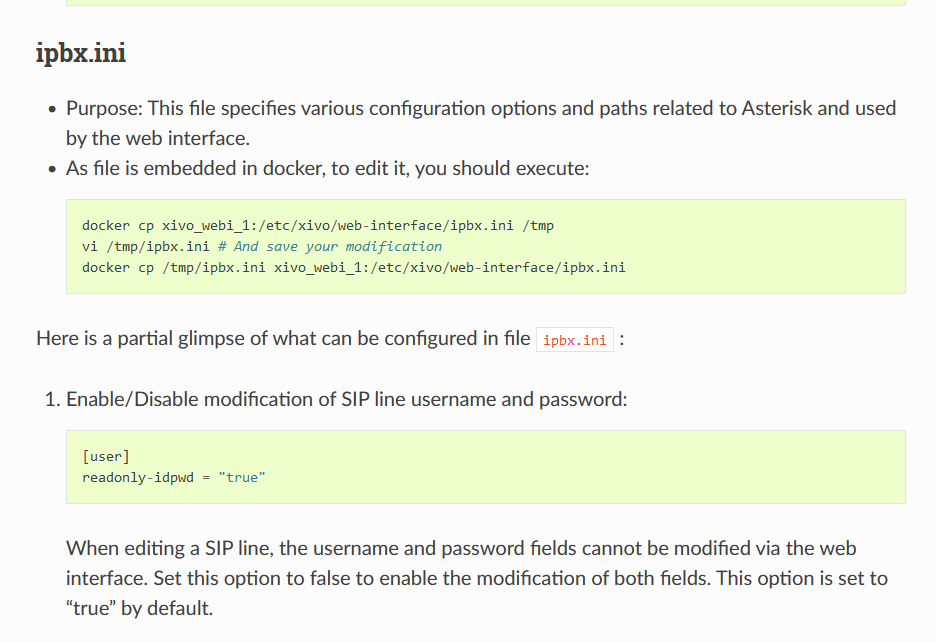 ipbx.ini
• Purpose: This file specifies various configuration options and paths related to Asterisk and used
by the web interface.
• As file is embedded in docker, to edit it, you should execute:
docker cp xivo_webi_1:/etc/xivo/web-interface/ipbx.ini /tmp
vi /tmp/ipbx.ini # And save your modification
docker cp /tmp/ipbx.ini xivo_webi_1:/etc/xivo/web-interface/ipbx.ini
Here is a partial glimpse of what can be configured in file ipbx.ini :
1. Enable/Disable modification of SIP line username and password:
[user]
readonly-idpwd = "true"
When editing a SIP line, the username and password fields cannot be modified via the web
interface. Set this option to false to enable the modification of both fields. This option is set to
“true” by default.